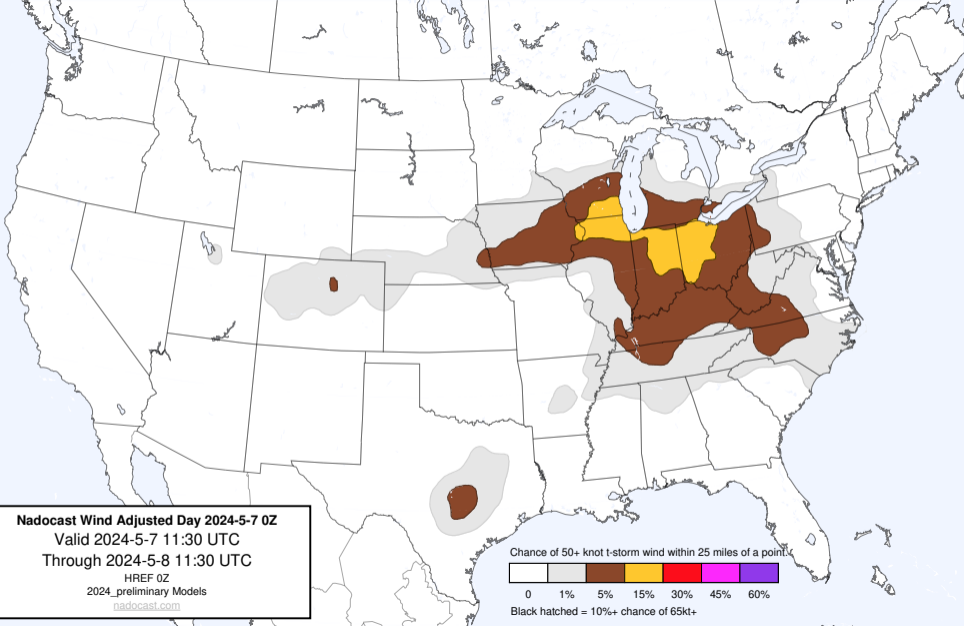 Nadocast Wind Adjusted Day 2024-5-7 0Z
Valid 2024-5-7 11:30 UTC
Through 2024-5-8 11:30 UTC
HREF 0Z
2024_preliminary Models
nadocast.com
Chance of 50+ knot t-storm wind within 25 miles of a point.
0 1% 5% 15% 30% 45% 60%
Black hatched = 10%+ chance of 65kt+